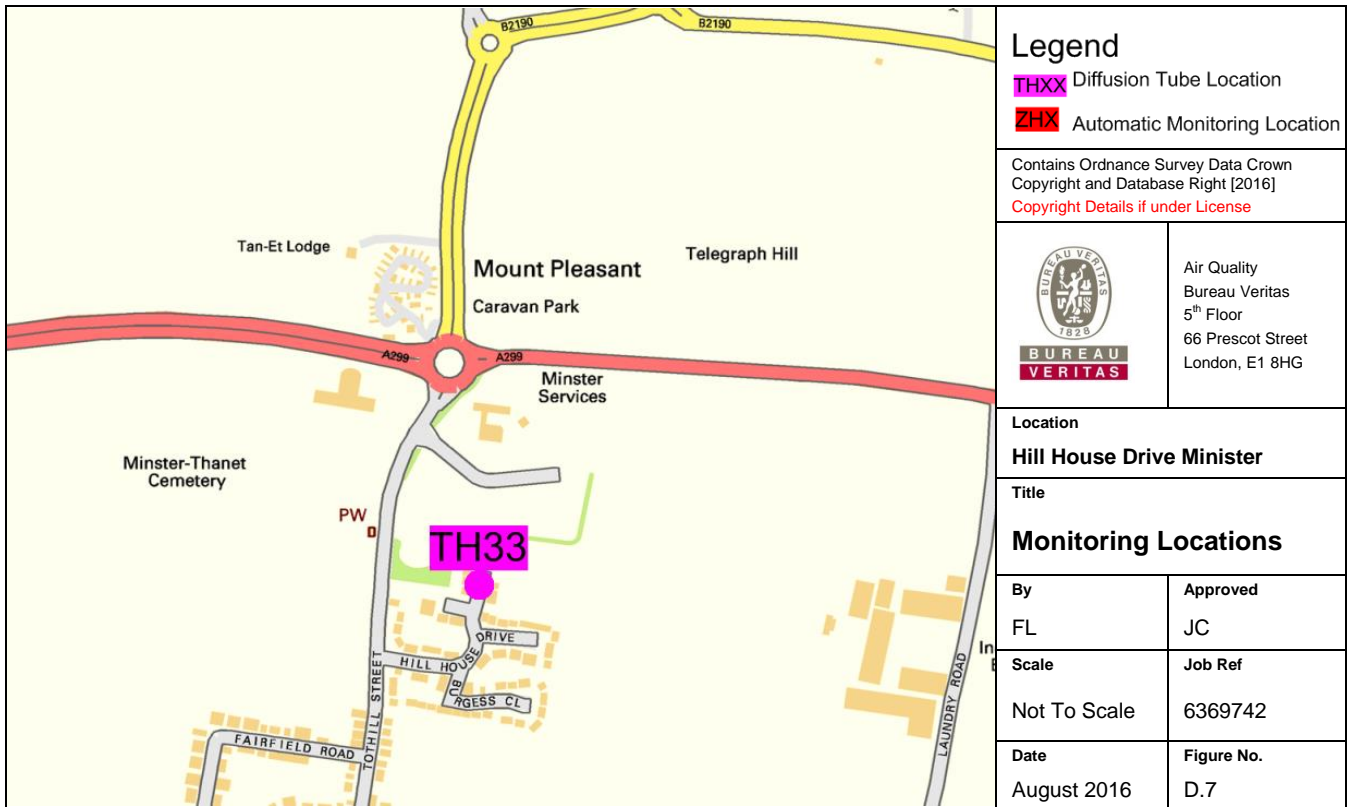 B2190
B2190
Tan-Et Lodge
Mount Pleasant
Caravan Park
Telegraph Hill
A299
A299
Minster
Services
Minster-Thanet
Cemetery
PW
TH33
DRIVE
HILL HOUSE
BURGESS CL
TOTHILL STREET
FAIRFIELD ROAD
LAUNDRY ROAD
In
Legend
THXX Diffusion Tube Location
ZHX Automatic Monitoring Location
Contains Ordnance Survey Data Crown
Copyright and Database Right [2016]
Copyright Details if under License
BUREAU VERITAS
1828
BUREAU
VERITAS
Air Quality
Bureau Veritas
5th Floor
66 Prescot Street
London, E1 8HG
Location
Hill House Drive Minister
Title
Monitoring Locations
By
FL
Approved
JC
Scale
Not To Scale
Job Ref
6369742
Date
August 2016
Figure No.
D.7